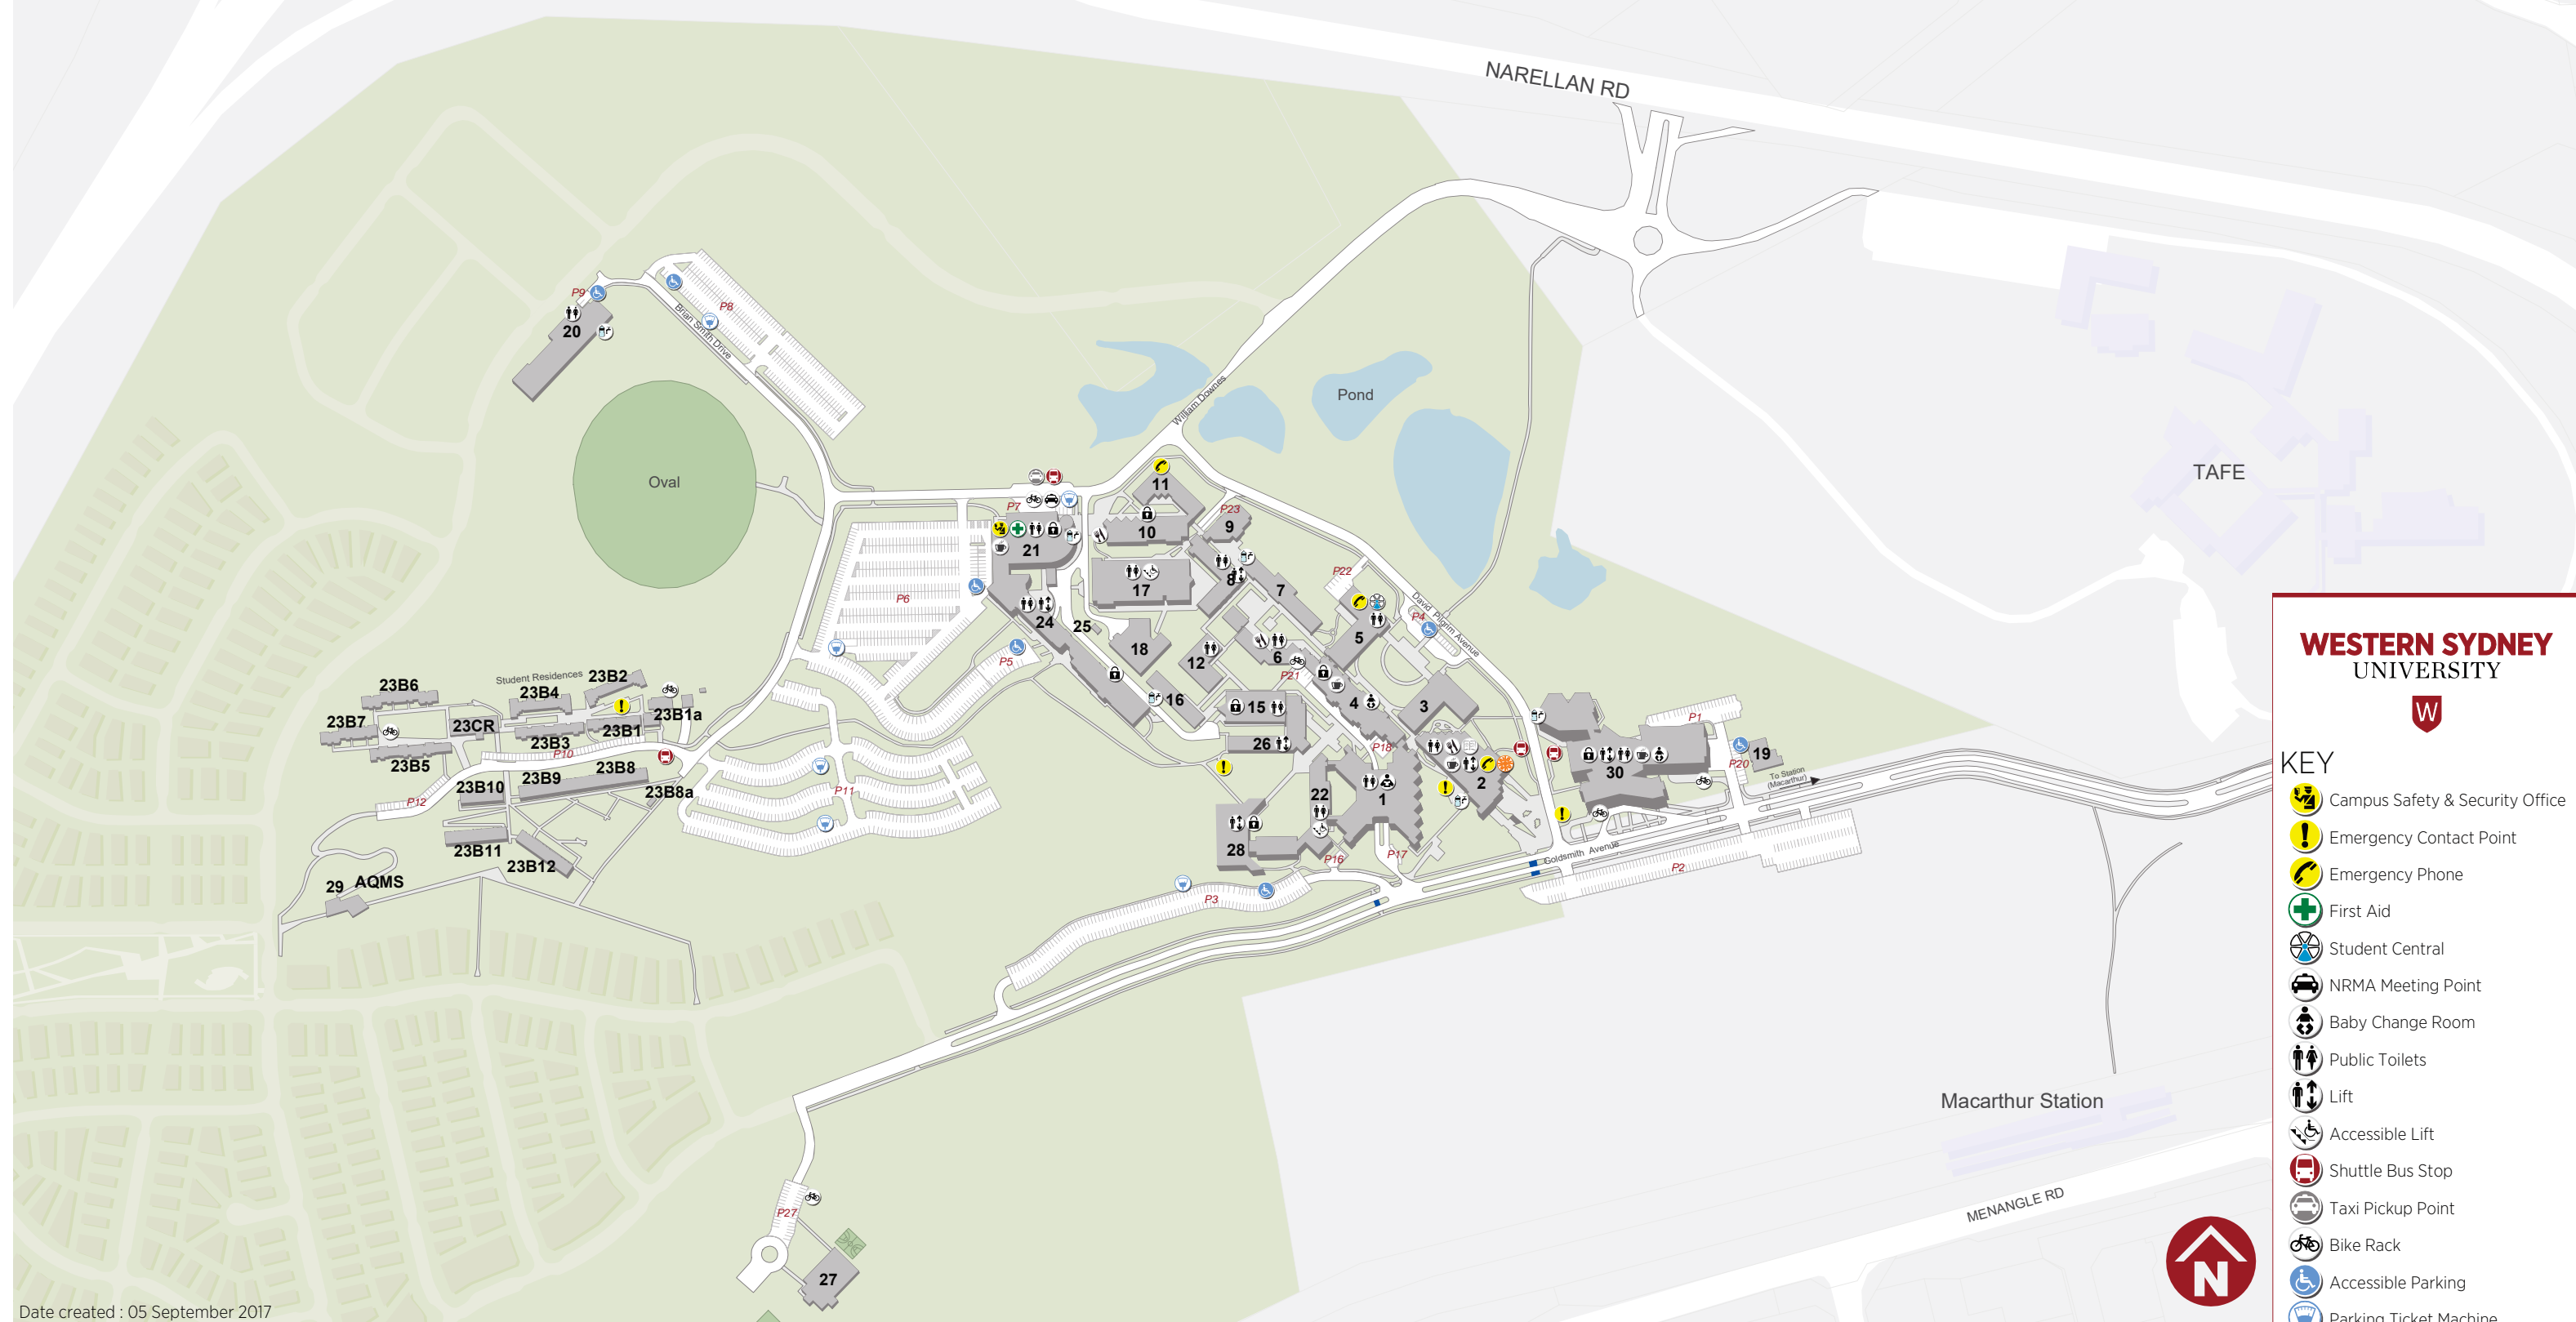 NARELLAN RD
P9
P8
20
Brian Smith Drive
Pond
William Downes
TAFE
Oval
11
P7
P23
9
10
21
P22
8
7
17
P6
David Pilgrim Avenue
P4
24
25
5
18
12
6
P5
P21
Student Residences
23B2
23B6
23B4
16
15
4
3
23B1a
23B7
23CR
23B1
P1
23B3
26
P18
P10
19
P20
23B5
23B8
30
23B9
To Station
(Macarthur)
23B10
23B8a
P11
22
1
2
P12
23B11
28
P16
P17
Goldsmith Avenue
23B12
P2
29
AQMS
P3
Macarthur Station
MENANGLE RD
P27
27
N
Date created : 05 September 2017
WESTERN SYDNEY
UNIVERSITY
W
KEY
Campus Safety & Security Office
Emergency Contact Point
Emergency Phone
First Aid
Student Central
NRMA Meeting Point
Baby Change Room
Public Toilets
Lift
Accessible Lift
Shuttle Bus Stop
Taxi Pickup Point
Bike Rack
Accessible Parking
Parking Ticket Machine